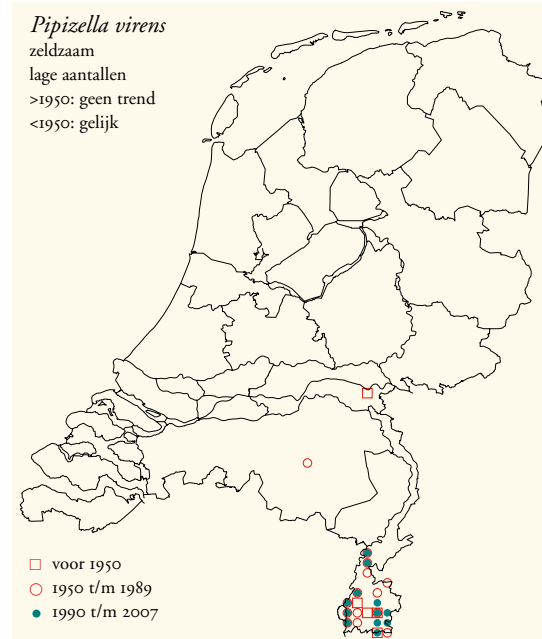 Pipizella virens
zeldzaam
lage aantallen
>1950: geen trend
<1950: gelijk
voor 1950
1950 t/m 1989
1990 t/m 2007